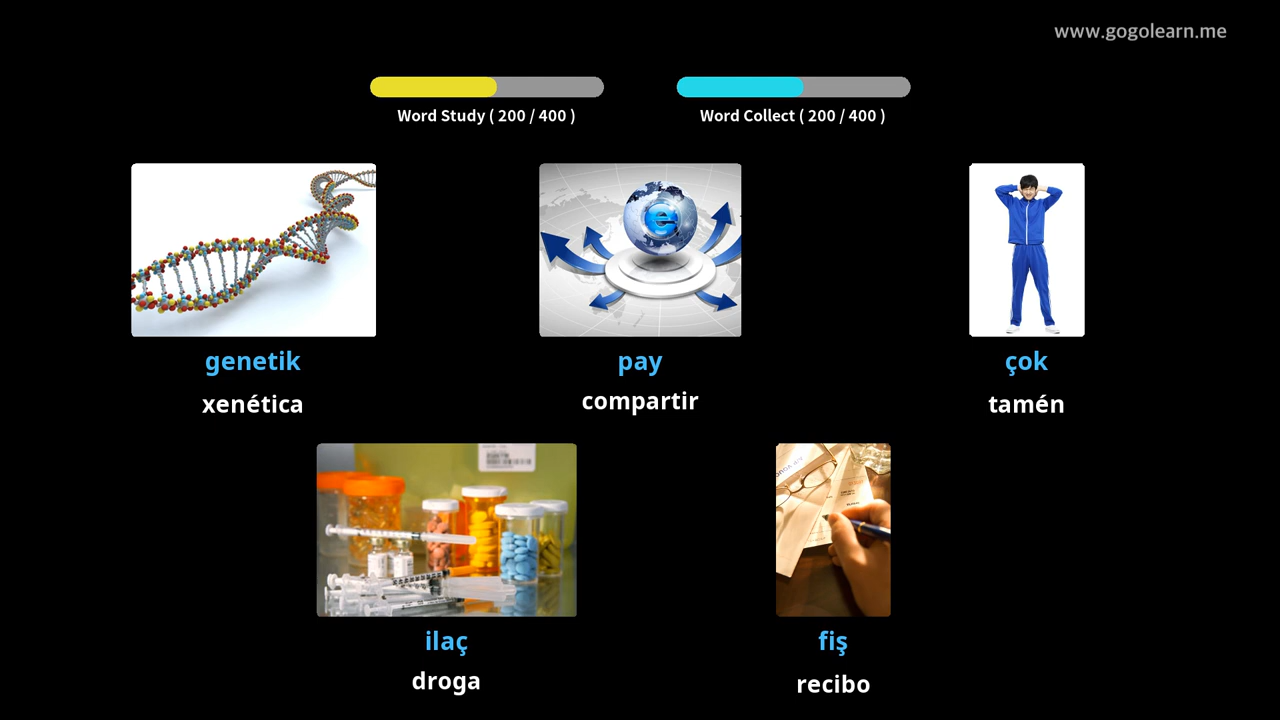 www.gogolearn.me
Word Study ( 200 / 400 )
Word Collect ( 200 / 400 )
genetik
xenética
pay
compartir
çok
tamén
ilaç
droga
fiş
recibo